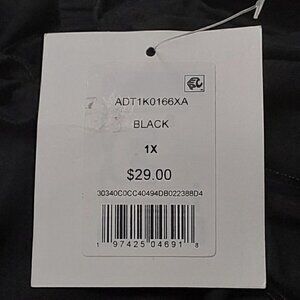 ADT1K0166XA
BLACK
1X
$29.00
30340C0CC40494DB022388D4
1 97425 04691 8